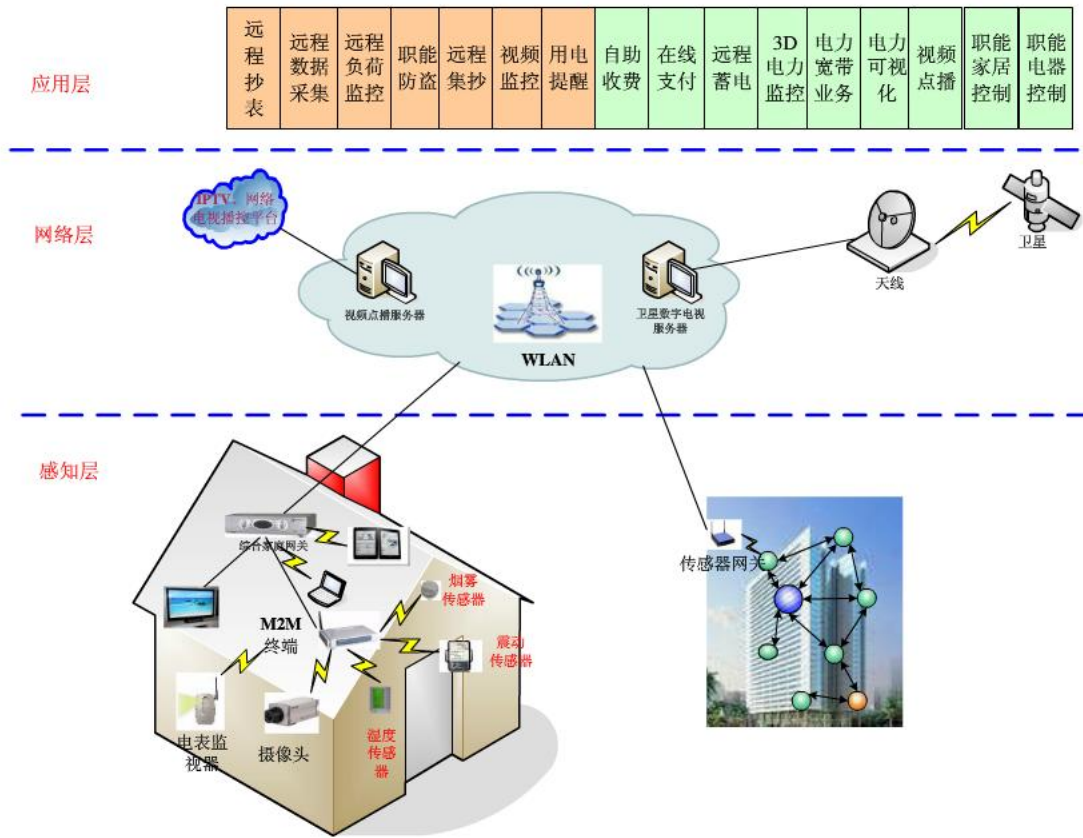 应用层
远程抄表
远程数据采集
远程负荷监控
职能防盗
远程集抄
视频监控
用电提醒
自助收费
在线支付
远程蓄电
3D电力监控
电力宽带业务
电力可视化
视频点播
职能家居控制
职能电器控制
网络层
IPTV：网络
电视播控平台
视频点播服务器
WLAN
卫星数字电视
服务器
天线
卫星
感知层
综合家庭网关
烟雾
传感器
M2M
终端
震动
传感器
电表监
视器
摄像头
湿度
传感
器
传感器网关